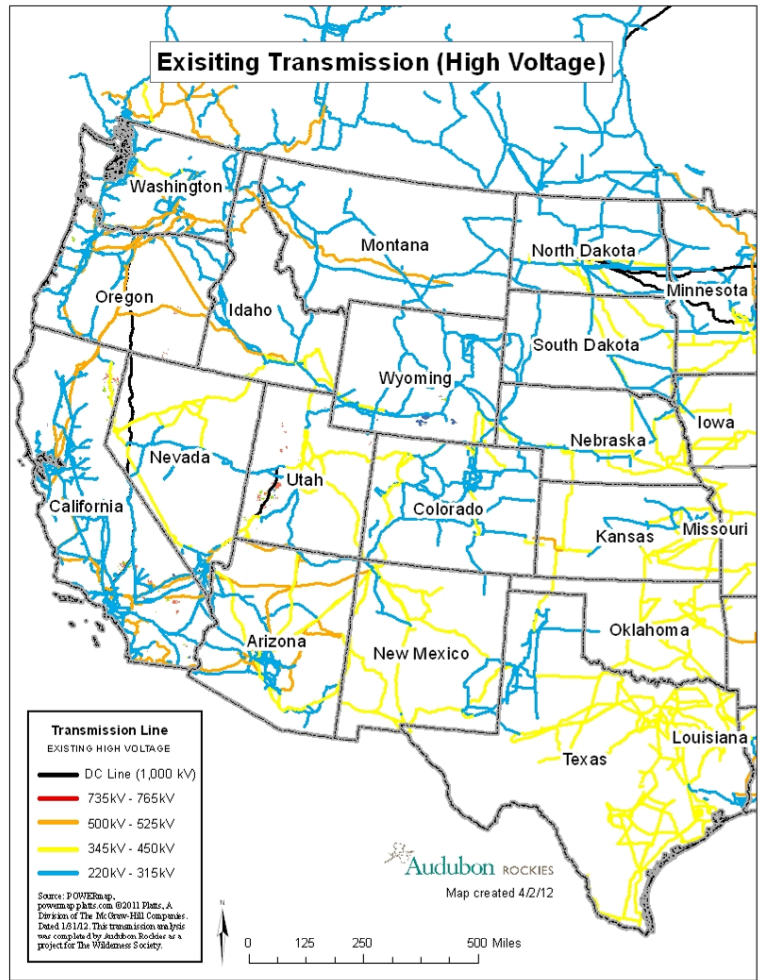 Exisiting Transmission (High Voltage)
Washington
Montana
North Dakota
Minnesota
Oregon
Idaho
South Dakota
Wyoming
Iowa
Nebraska
Nevada
Utah
California
Colorado
Kansas
Missouri
Arizona
New Mexico
Oklahoma
Louisiana
Texas
Transmission Line
EXISTING HIGH VOLTAGE
DC Line (1,000 kV)
735kV - 765kV
500kV - 525kV
345kV - 450kV
220kV - 315kV
Source: POWERmap,
powermap.platts.com ©2011 Platts, A
Division of The McGraw-Hill Companies.
Dated 1/31/12. This transmission analysis
was completed by Audubon Rockies as a
project for The Wilderness Society.
Audubon ROCKIES
Map created 4/2/12
N
0 125 250 500 Miles